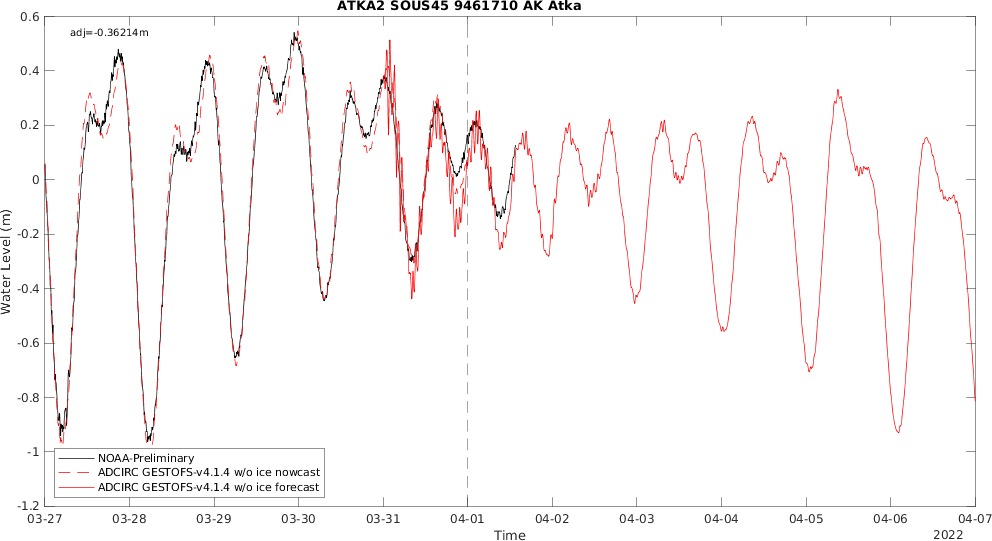 ATKA2 SOUS45 9461710 AK Atka
adj=-0.36214m
0.6
0.4
0.2
0
-0.2
-0.4
-0.6
-0.8
-1
-1.2
Water Level (m)
NOAA-Preliminary
ADCIRC GESTOFS-v4.1.4 w/o ice nowcast
ADCIRC GESTOFS-v4.1.4 w/o ice forecast
03-27 03-28 03-29 03-30 03-31 04-01 04-02 04-03 04-04 04-05 04-06 04-07
Time
2022